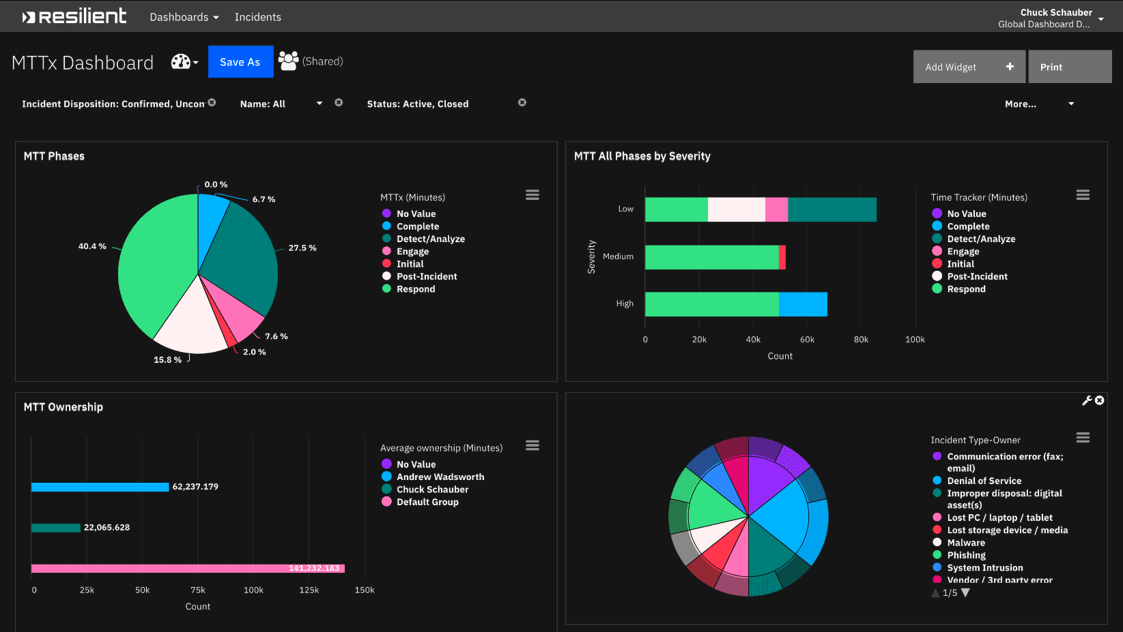 resilient
Dashboards
Incidents
Chuck Schauber
Global Dashboard D...
MTTx Dashboard
Save As
(Shared)
Add Widget +
Print
Incident Disposition: Confirmed, Uncon
Name: All
Status: Active, Closed
More...
MTT Phases
0.0 %
6.7 %
27.5 %
7.6 %
2.0 %
15.8 %
40.4 %
MTTx (Minutes)
No Value
Complete
Detect/Analyze
Engage
Initial
Post-Incident
Respond
MTT All Phases by Severity
Severity
Low
Medium
High
0 20k 40k 60k 80k 100k
Count
Time Tracker (Minutes)
No Value
Complete
Detect/Analyze
Engage
Initial
Post-Incident
Respond
MTT Ownership
62,237.179
22,065.628
141,232.183
0 25k 50k 75k 100k 125k 150k
Count
Average ownership (Minutes)
No Value
Andrew Wadsworth
Chuck Schauber
Default Group
Incident Type-Owner
Communication error (fax;
email)
Denial of Service
Improper disposal: digital
asset(s)
Lost PC / laptop / tablet
Lost storage device / media
Malware
Phishing
System Intrusion
Vendor / 3rd party error
1/5